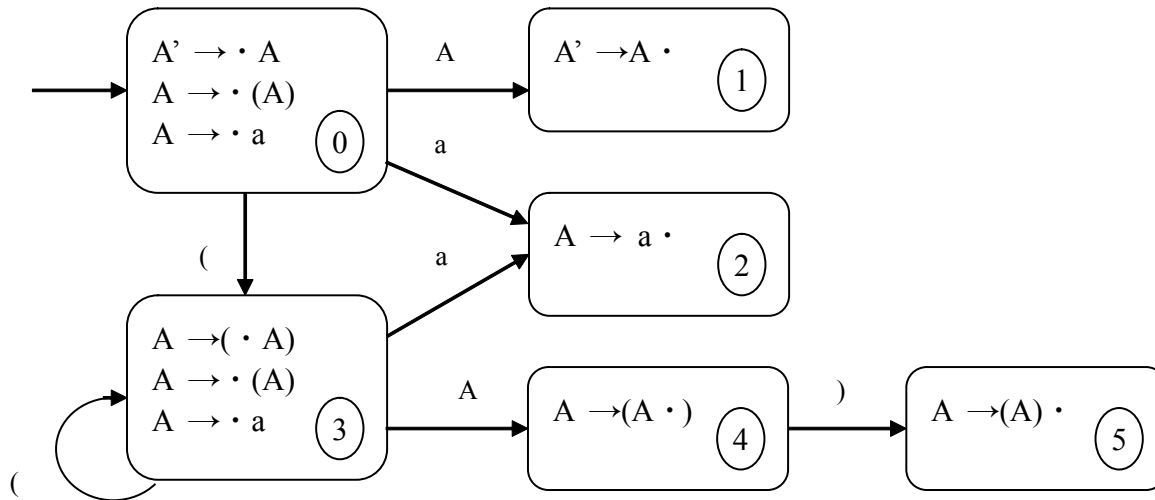 A’ → · A
A → · (A)
A → · a
0
A
A’ →A ·
1
a
A → a ·
2
(
a
A →( · A)
A → · (A)
A → · a
3
(
A
A →(A · )
4
)
A →(A) ·
5